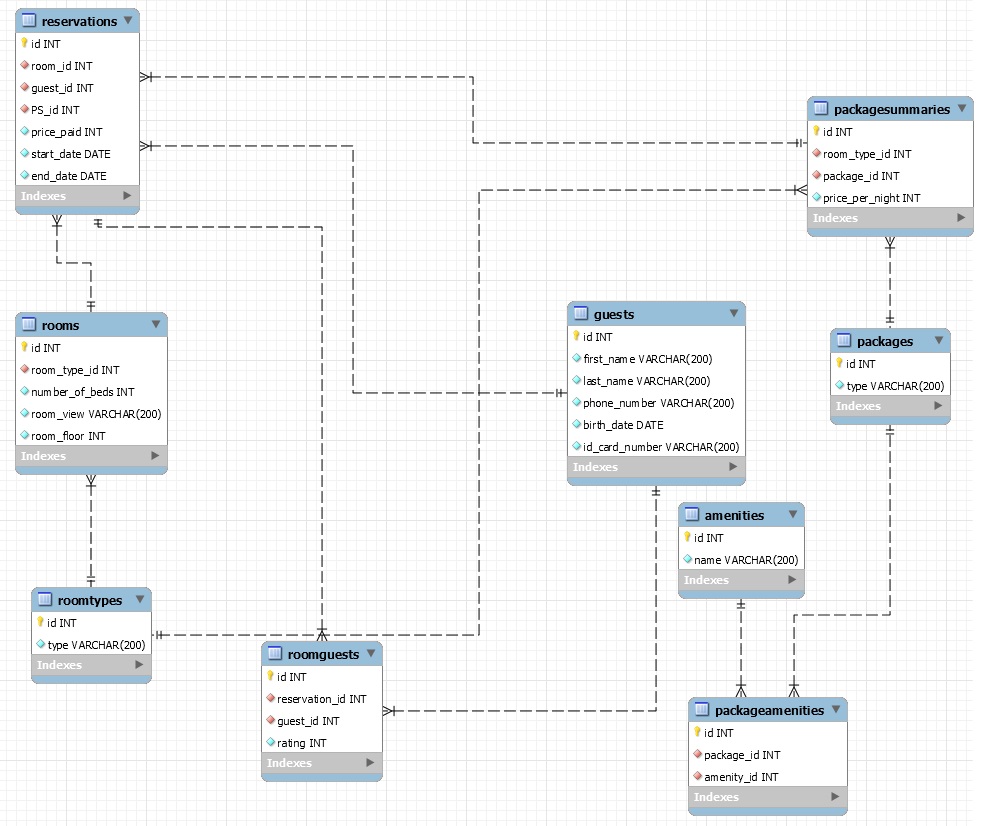 reservations
id INT
room_id INT
guest_id INT
PS_id INT
price_paid INT
start_date DATE
end_date DATE
Indexes
packagesummaries
id INT
room_type_id INT
package_id INT
price_per_night INT
Indexes
rooms
id INT
room_type_id INT
number_of_beds INT
room_view VARCHAR(200)
room_floor INT
Indexes
guests
id INT
first_name VARCHAR(200)
last_name VARCHAR(200)
phone_number VARCHAR(200)
birth_date DATE
id_card_number VARCHAR(200)
Indexes
packages
id INT
type VARCHAR(200)
Indexes
amenities
id INT
name VARCHAR(200)
Indexes
roomtypes
id INT
type VARCHAR(200)
Indexes
roomguests
id INT
reservation_id INT
guest_id INT
rating INT
Indexes
packageamenities
id INT
package_id INT
amenity_id INT
Indexes